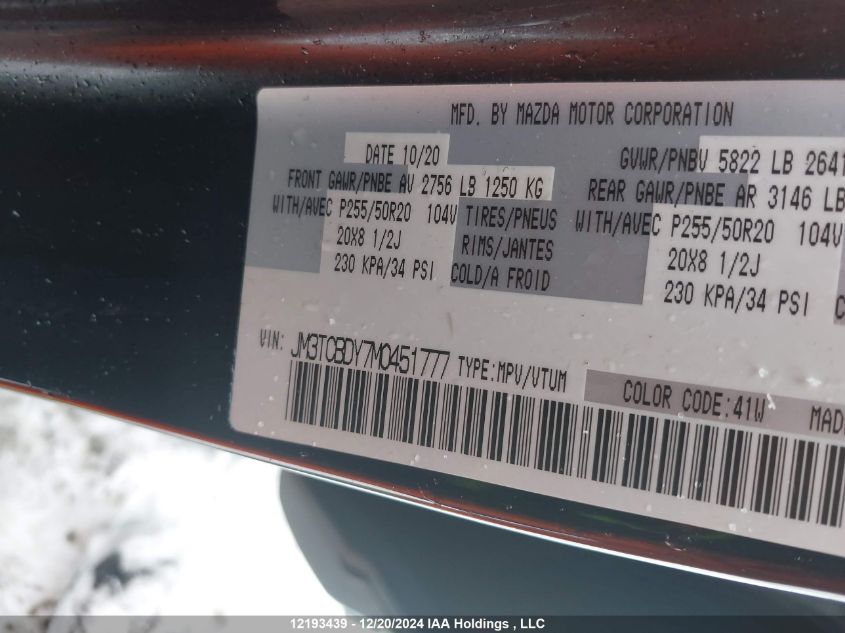 MFD. BY MAZDA MOTOR CORPORATION
DATE 10/20 GVWR/PNBV 5822 LB 2641
FRONT GAWR/PNBE AV 2756 LB 1250 KG REAR GAWR/PNBE AR 3146 LB
WITH/AVEC P255/50R20 104V TIRES/PNEUS WITH/AVEC P255/50R20 104V
20X8 1/2J RIMS/JANTES 20X8 1/2J
230 KPA/34 PSI COLD/A FROID 230 KPA/34 PSI
VIN: JM3TCBDY7M0451777 TYPE:MPV/VTUM COLOR CODE:41W MAD
12193439 - 12/20/2024 IAA Holdings , LLC